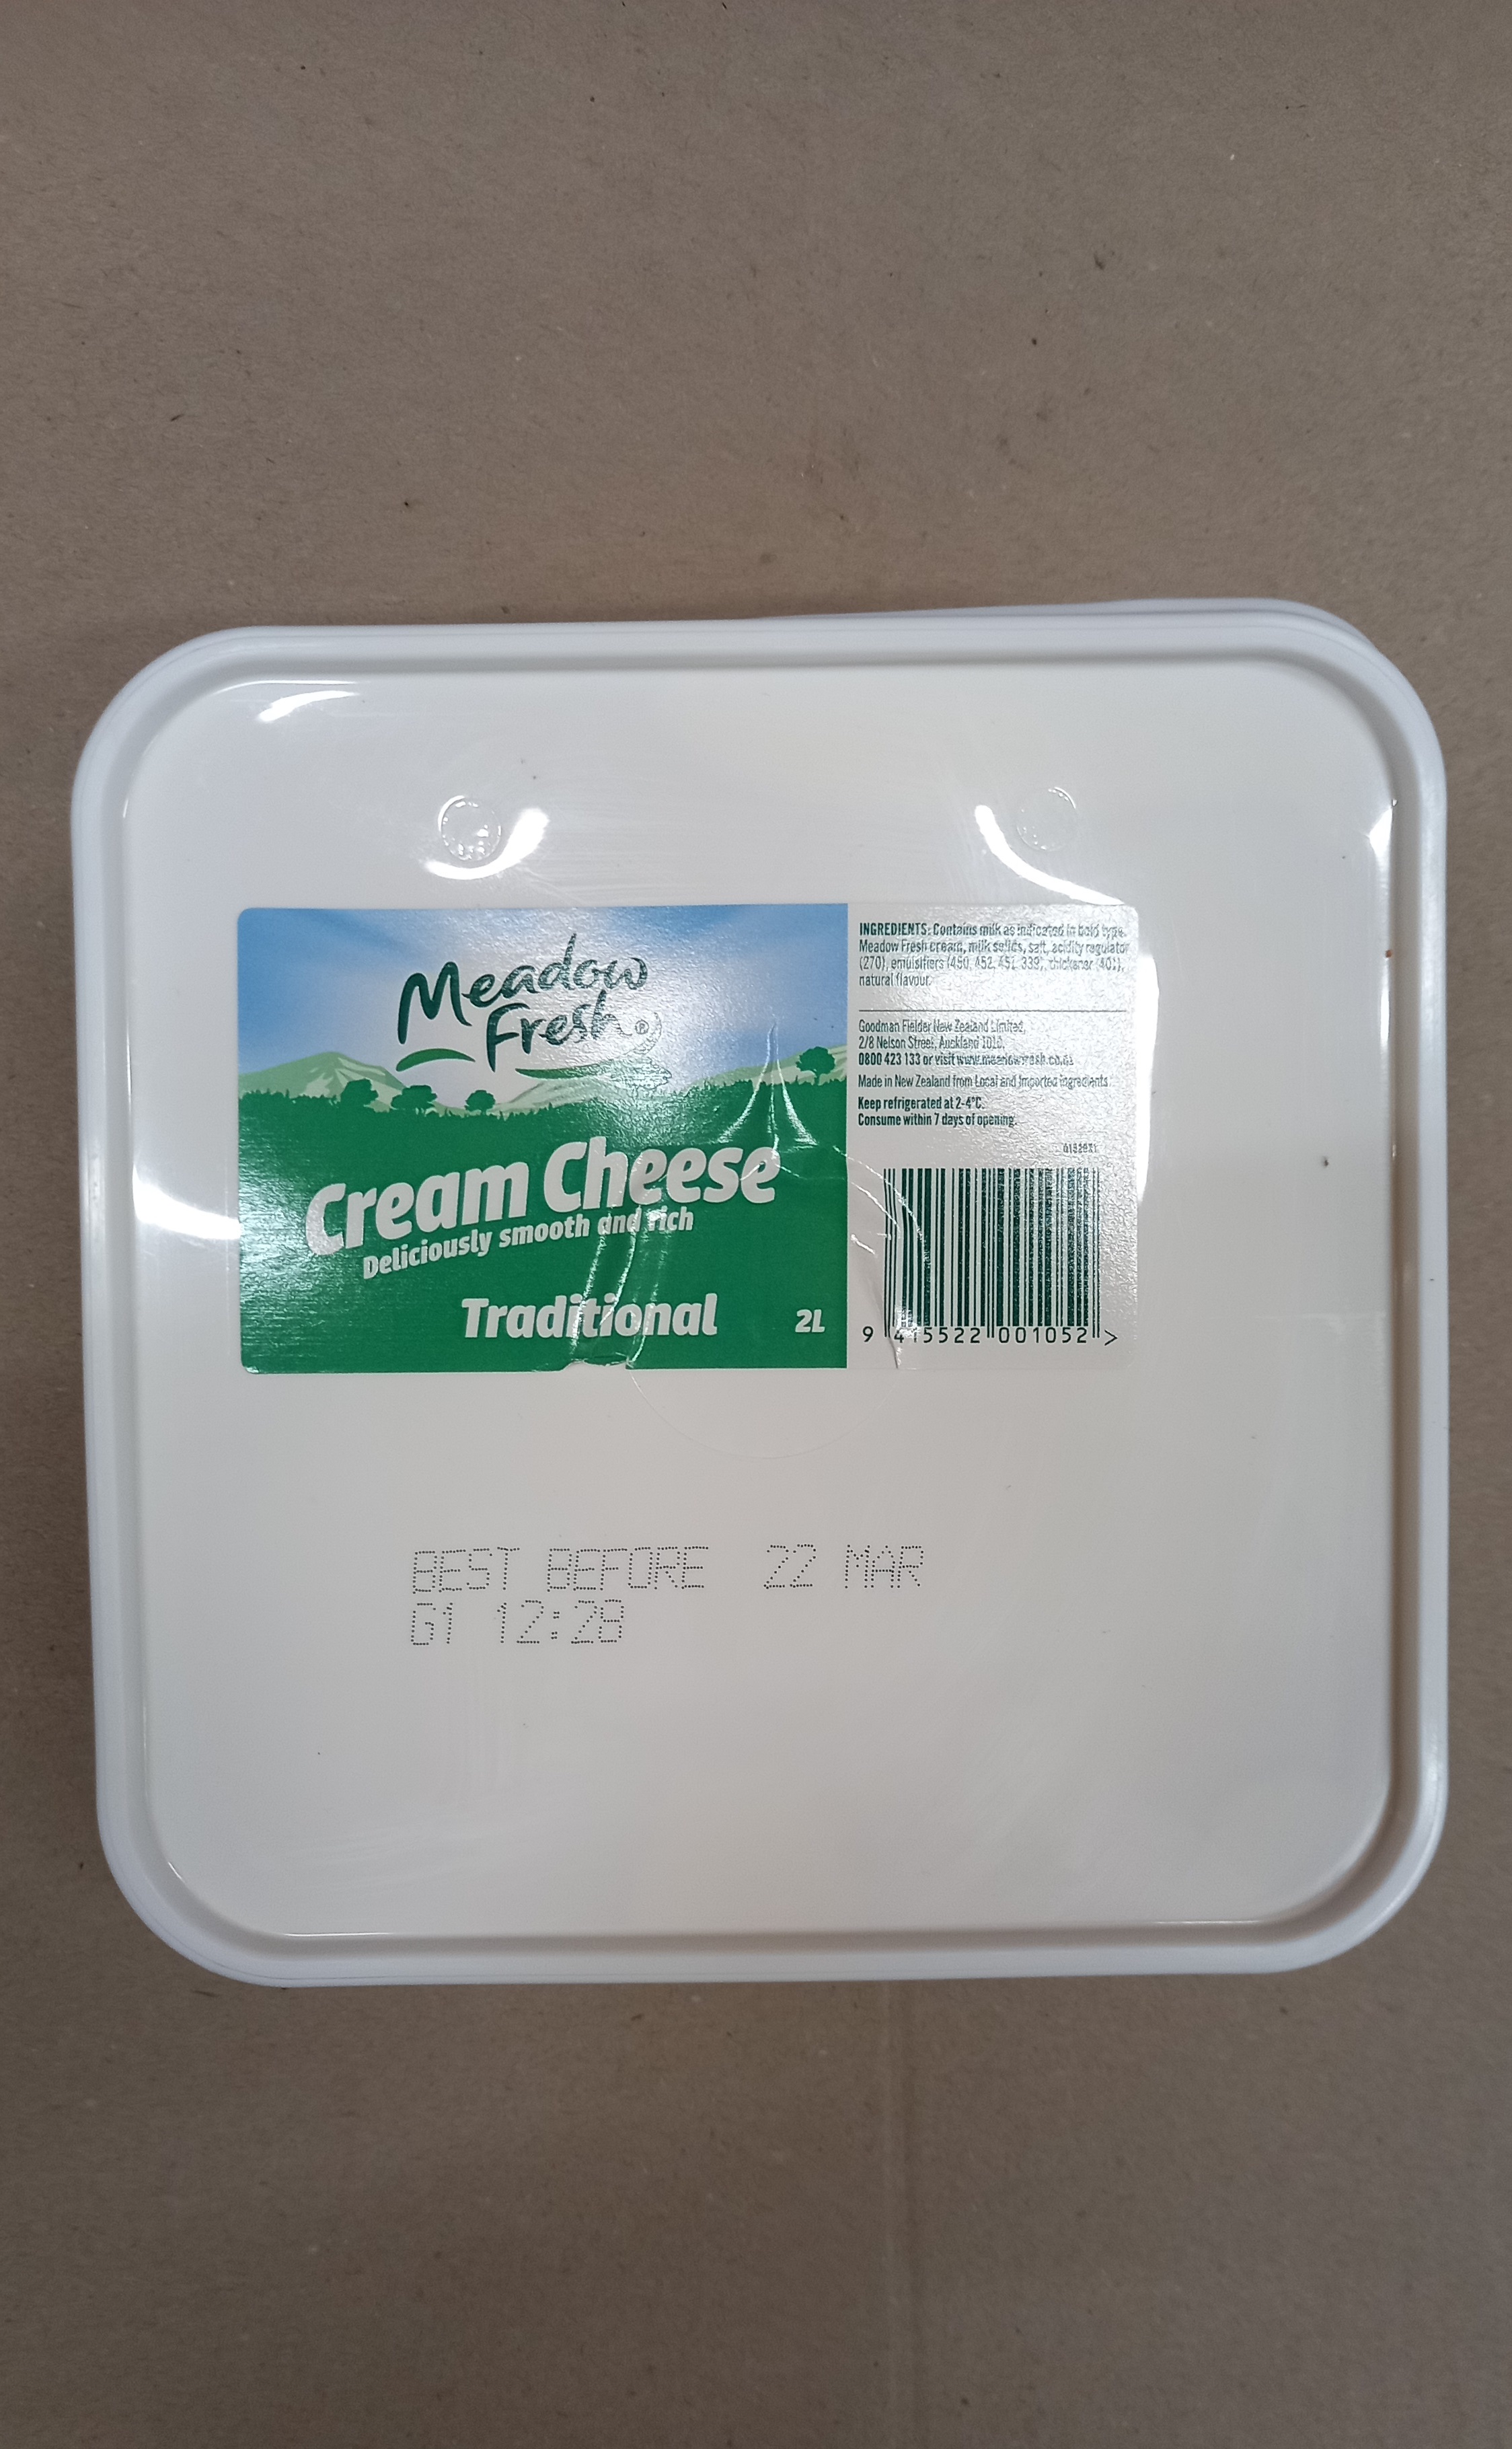 Meadow
Fresh®
Cream Cheese
Deliciously smooth and rich
Traditional
2L
INGREDIENTS: Contains milk as indicated in bold type.
Meadow Fresh cream, milk solids, salt, acidity regulator
(270), emulsifiers (450, 452, 451, 339), thickener (401),
natural flavour.
Goodman Fielder New Zealand Limited,
2/8 Nelson Street, Auckland 1010.
0800 423 133 or visit www.meadowfresh.co.nz
Made in New Zealand from Local and Imported Ingredients
Keep refrigerated at 2-4°C.
Consume within 7 days of opening.
9 415522 001052 >
BEST BEFORE 22 MAR
G1 12:28